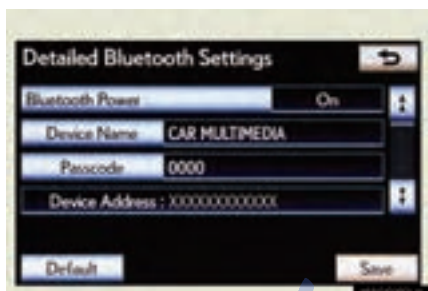 Detailed Bluetooth Settings
Bluetooth Power On
Device Name CAR MULTIMEDIA
Passcode 0000
Device Address : XXXXXXXXXXXX
Default Save